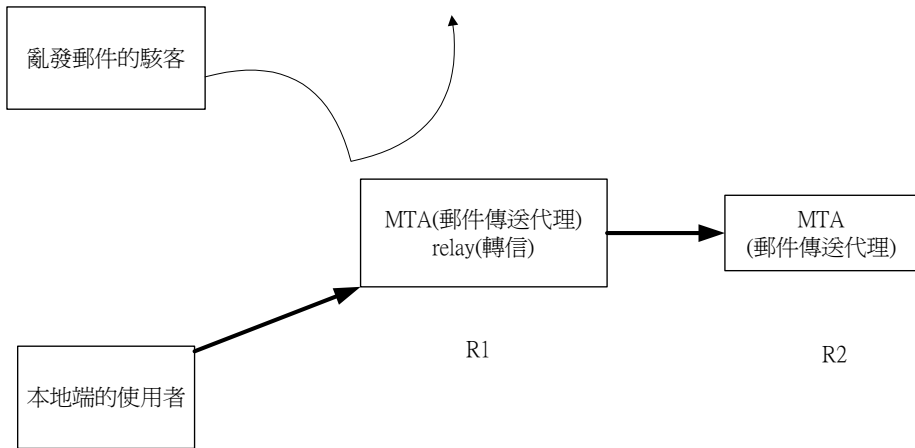 亂發郵件的駭客
MTA(郵件傳送代理)
relay(轉信)
MTA
(郵件傳送代理)
R1
R2
本地端的使用者